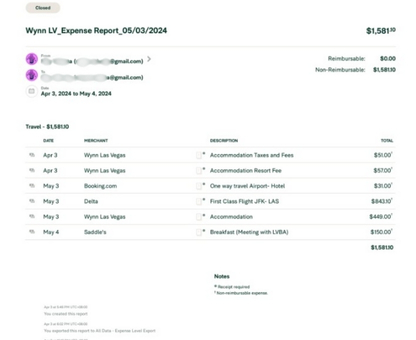 Closed
Wynn LV_Expense Report_05/03/2024
$1,581.10
From
@gmail.com)
Reimbursable: $0.00
To
@gmail.com)
Non-Reimbursable: $1,581.10
Date
Apr 3, 2024 to May 4, 2024
Travel - $1,581.10
DATE MERCHANT DESCRIPTION TOTAL
Apr 3 Wynn Las Vegas Accommodation Taxes and Fees $51.00
Apr 3 Wynn Las Vegas Accommodation Resort Fee $57.00
May 3 Booking.com One way travel Airport- Hotel $31.00
May 3 Delta First Class Flight JFK- LAS $843.10
May 3 Wynn Las Vegas Accommodation $449.00
May 4 Saddle's Breakfast (Meeting with LVBA) $150.00
$1,581.10
Notes
Receipt required
Non-reimbursable expense
You created this report
You exported this report to All Data - Expense Level Export